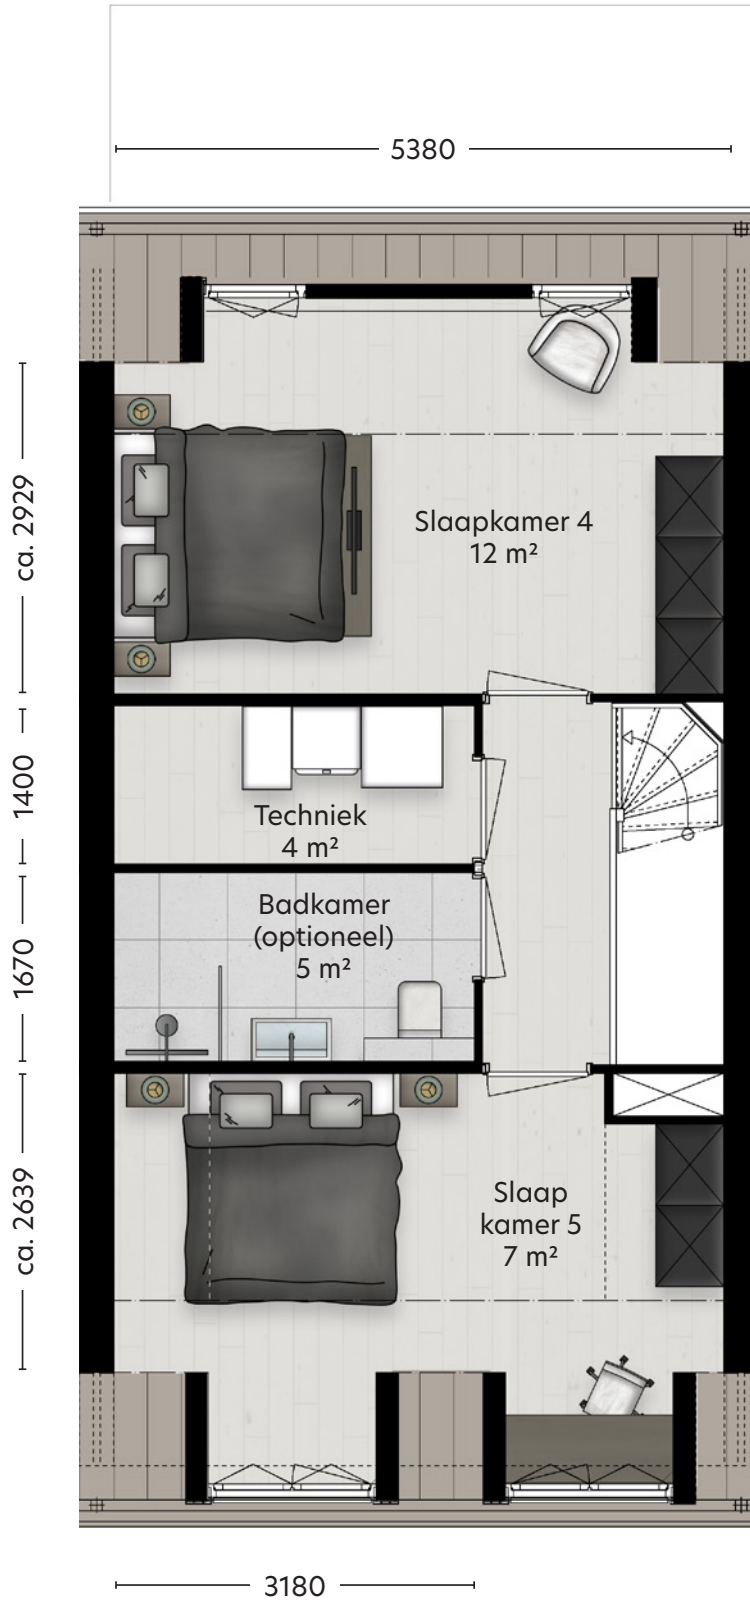 5380
ca. 2929
Slaapkamer 4
12 m²
1400
Techniek
4 m²
Badkamer
(optioneel)
5 m²
1670
ca. 2639
Slaap
kamer 5
7 m²
3180